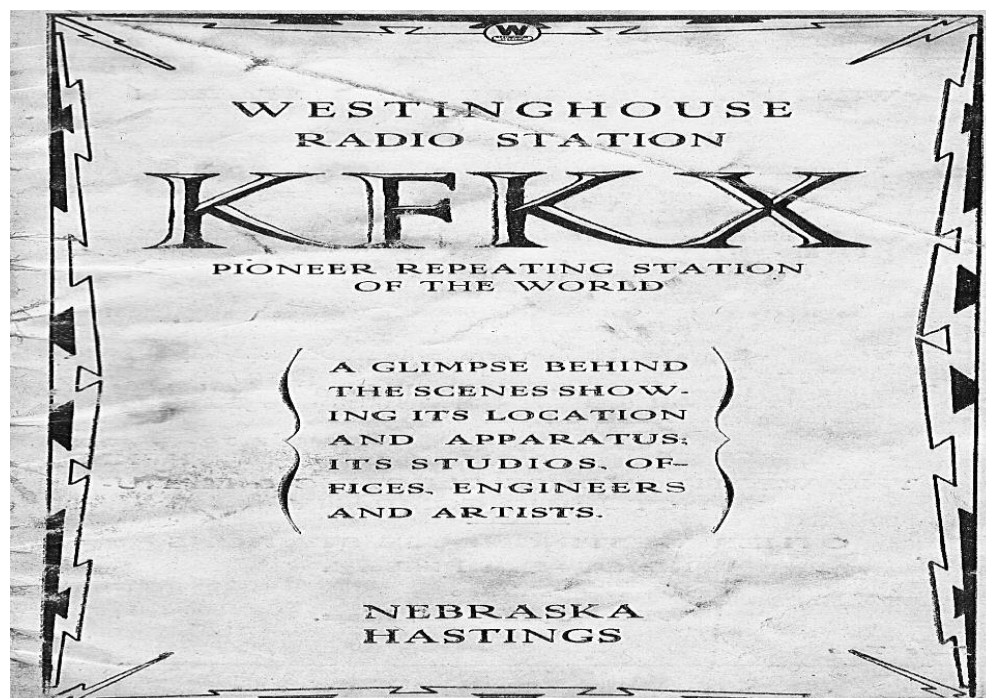 W
WESTINGHOUSE
RADIO STATION
KFKX
PIONEER REPEATING STATION
OF THE WORLD
A GLIMPSE BEHIND
THE SCENES SHOW-
ING ITS LOCATION
AND APPARATUS;
ITS STUDIOS, OF-
FICES, ENGINEERS
AND ARTISTS.
NEBRASKA
HASTINGS